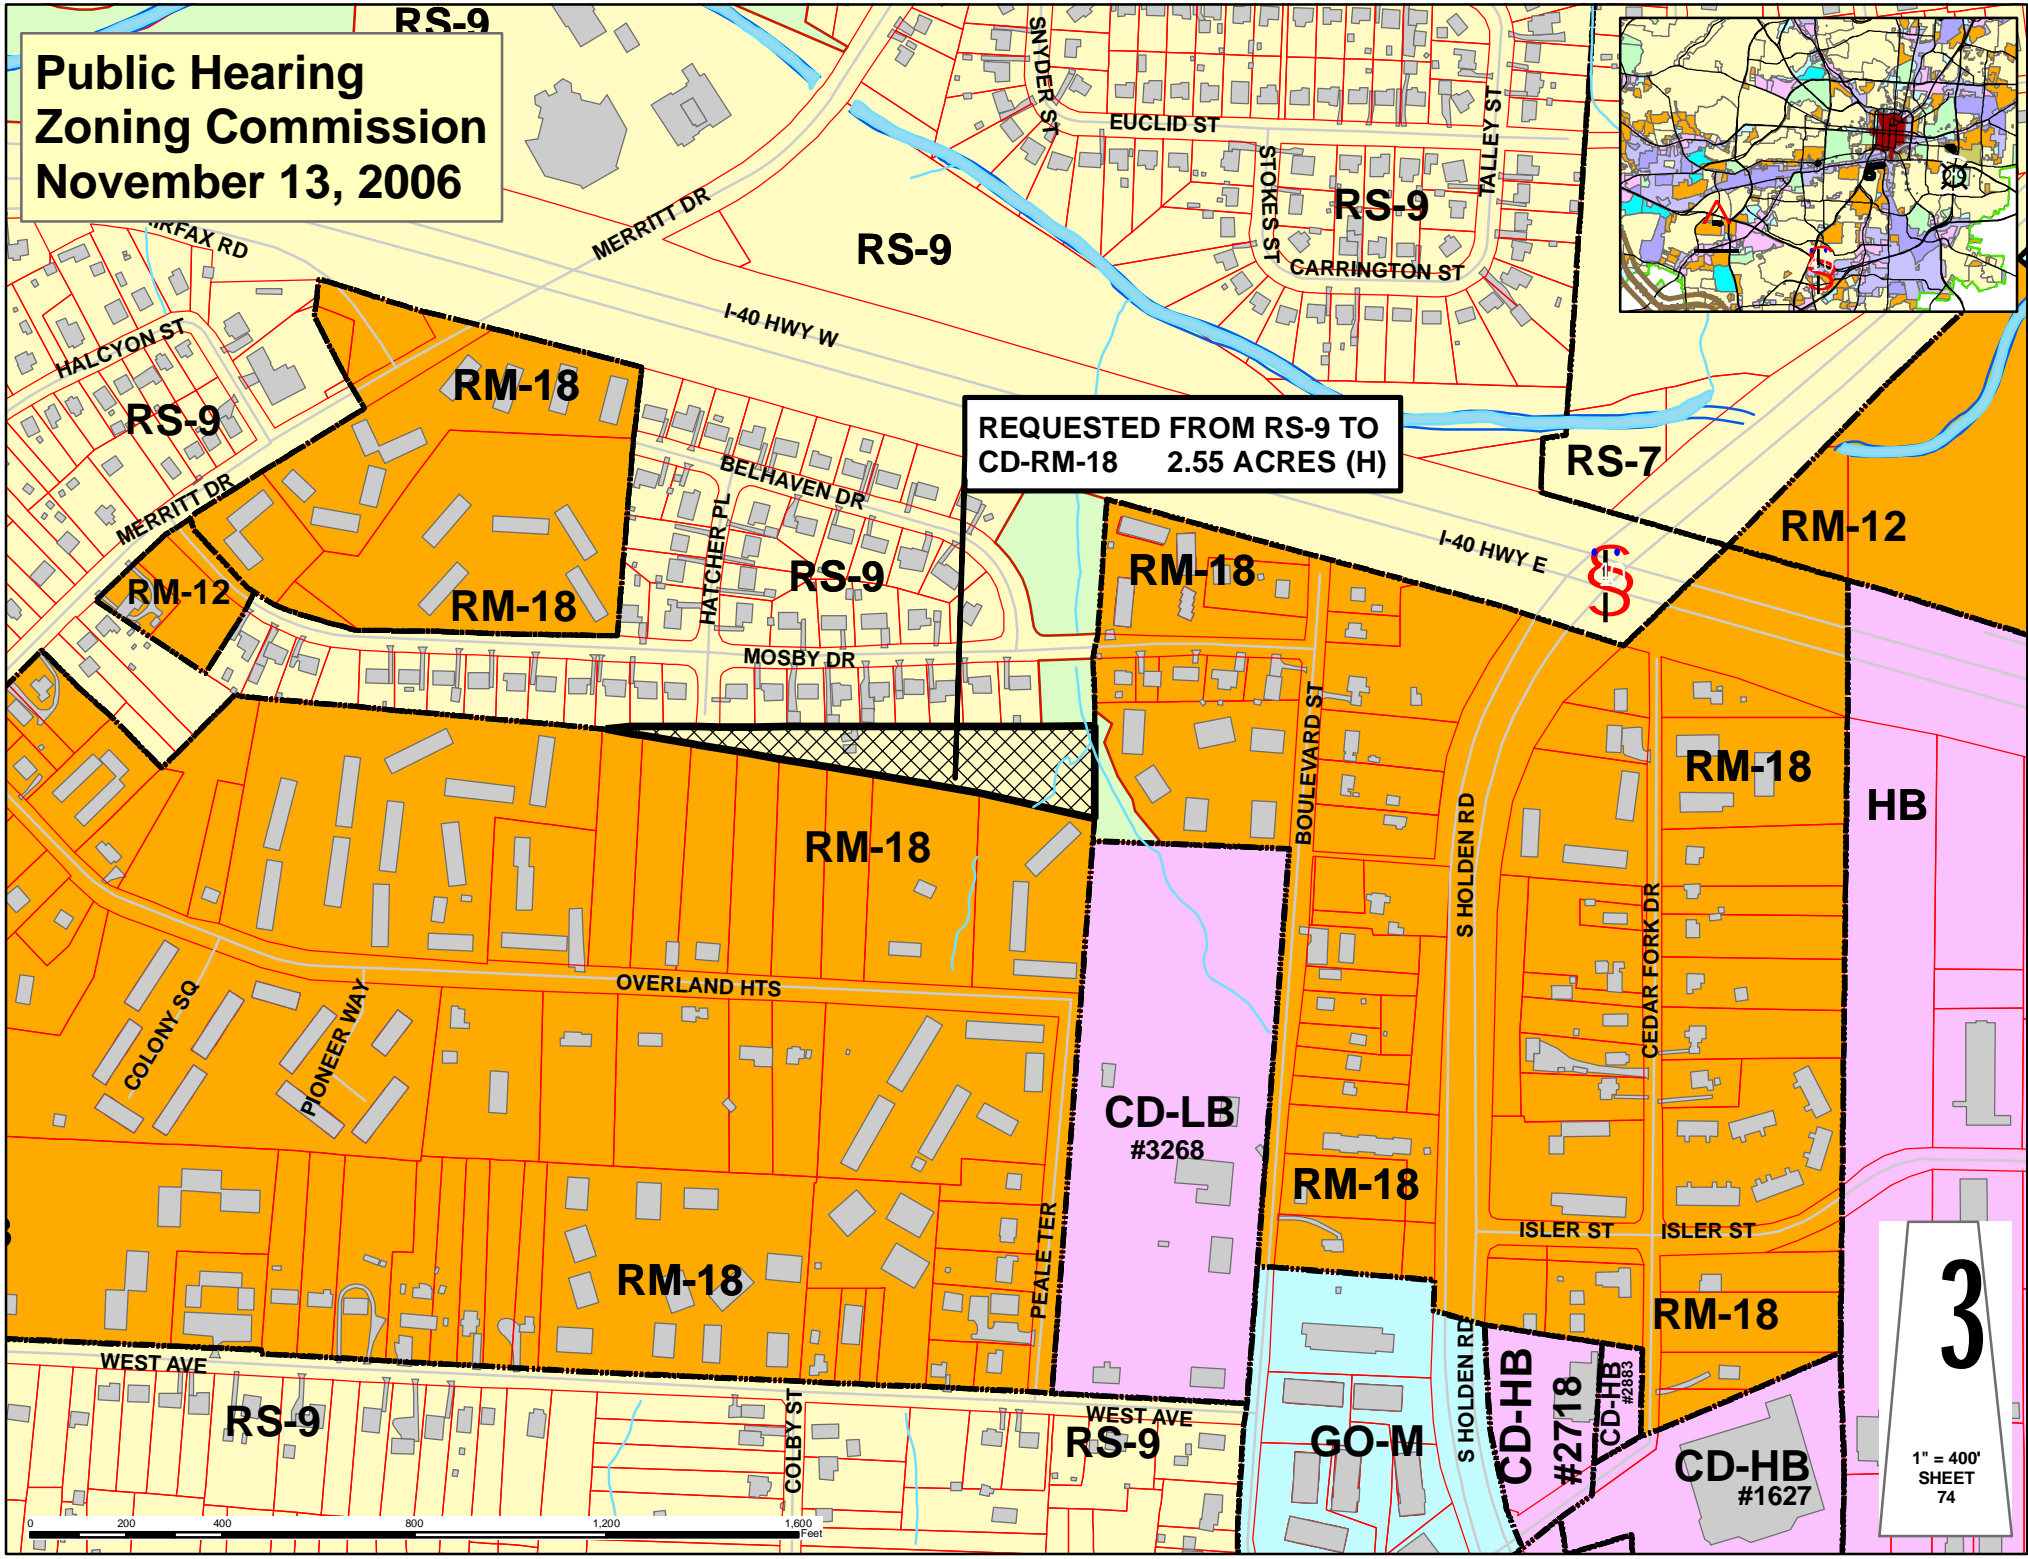 RS-9
Public Hearing
Zoning Commission
November 13, 2006
SNYDER ST
EUCLID ST
TALLEY ST
STOKES ST
RS-9
MERRITT DR
RS-9
CARRINGTON ST
HALCYON ST
I-40 HWY W
RM-18
RS-9
REQUESTED FROM RS-9 TO
CD-RM-18 2.55 ACRES (H)
BELHAVEN DR
RS-7
MERRITT DR
HATCHER PL
RM-12
I-40 HWY E
RM-18
RS-9
RM-12
RM-18
MOSBY DR
BOULEVARD ST
RM-18
HB
RM-18
S HOLDEN RD
CEDAR FORK DR
OVERLAND HTS
COLONY SQ
PIONEER WAY
CD-LB
#3268
RM-18
ISLER ST
ISLER ST
PEALE TER
RM-18
RM-18
3
WEST AVE
S HOLDEN RD
CD-HB
#2718
CD-HB
#2883
RS-9
COLBY ST
WEST AVE
RS-9
GO-M
CD-HB
#1627
1" = 400'
SHEET
74
0 200 400 800 1,200 1,600
Feet